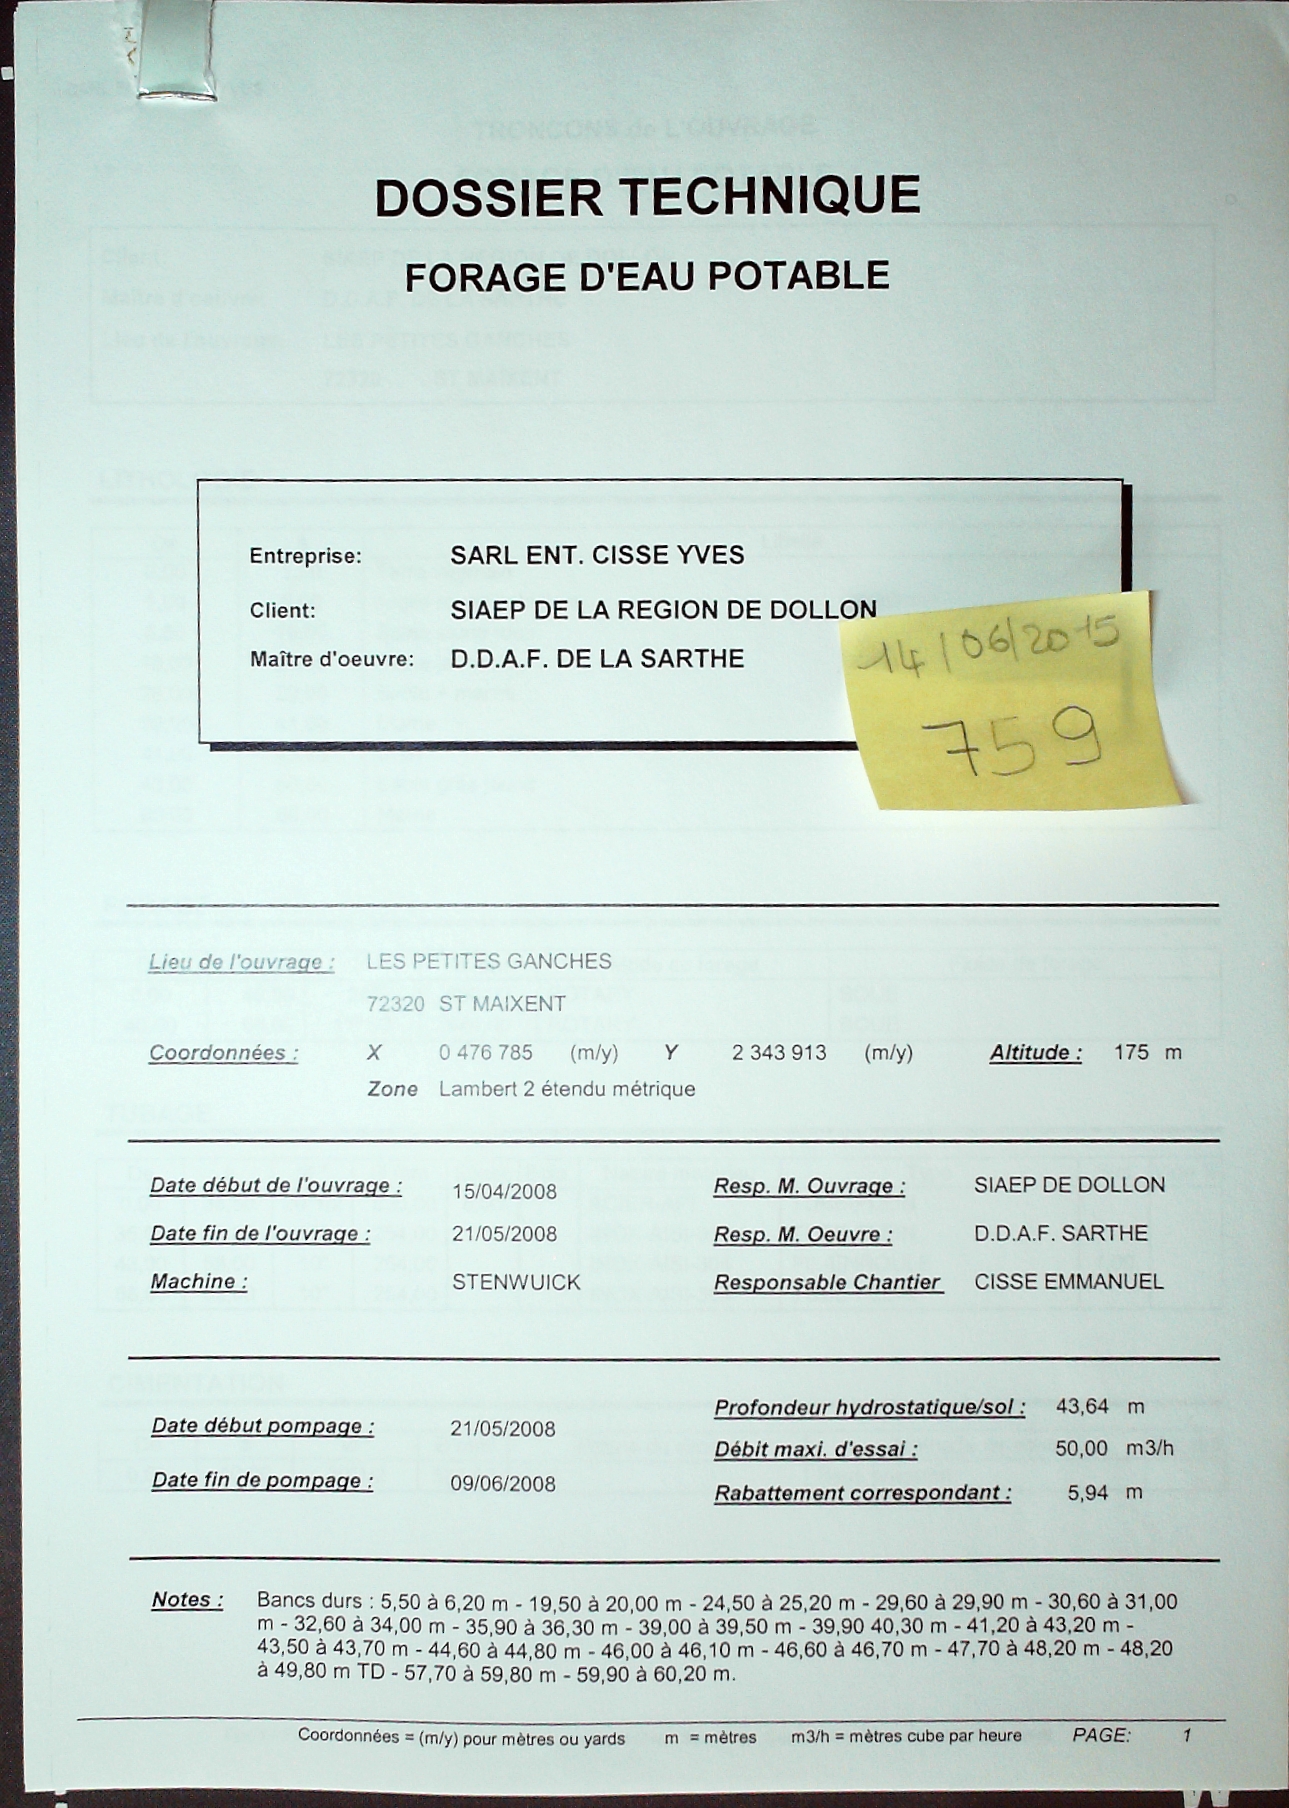 DOSSIER TECHNIQUE
FORAGE D'EAU POTABLE
Entreprise: SARL ENT. CISSE YVES
Client: SIAEP DE LA REGION DE DOLLON
Maître d'oeuvre: D.D.A.F. DE LA SARTHE
14/06/2015
759
Lieu de l'ouvrage : LES PETITES GANCHES
72320 ST MAIXENT
Coordonnées : X 0 476 785 (m/y) Y 2 343 913 (m/y) Altitude : 175 m
Zone Lambert 2 étendu métrique
Date début de l'ouvrage : 15/04/2008 Resp. M. Ouvrage : SIAEP DE DOLLON
Date fin de l'ouvrage : 21/05/2008 Resp. M. Oeuvre : D.D.A.F. SARTHE
Machine : STENWUICK Responsable Chantier CISSE EMMANUEL
Profondeur hydrostatique/sol : 43,64 m
Date début pompage : 21/05/2008
Débit maxi. d'essai : 50,00 m3/h
Date fin de pompage : 09/06/2008
Rabattement correspondant : 5,94 m
Notes : Bancs durs : 5,50 à 6,20 m - 19,50 à 20,00 m - 24,50 à 25,20 m - 29,60 à 29,90 m - 30,60 à 31,00
m - 32,60 à 34,00 m - 35,90 à 36,30 m - 39,00 à 39,50 m - 39,90 40,30 m - 41,20 à 43,20 m -
43,50 à 43,70 m - 44,60 à 44,80 m - 46,00 à 46,10 m - 46,60 à 46,70 m - 47,70 à 48,20 m - 48,20
à 49,80 m TD - 57,70 à 59,80 m - 59,90 à 60,20 m.
Coordonnées = (m/y) pour mètres ou yards m = mètres m3/h = mètres cube par heure PAGE: 1